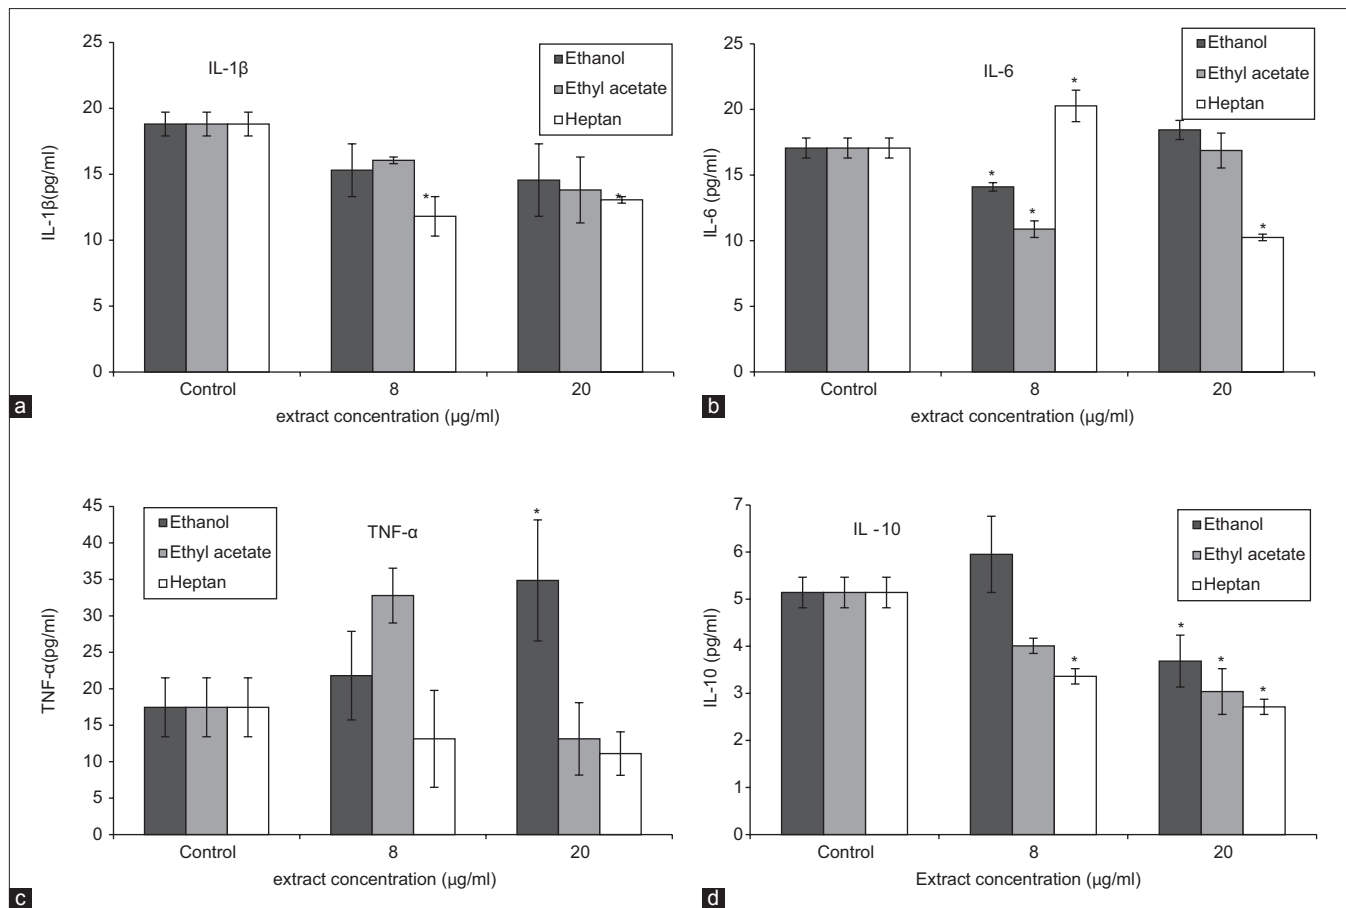 25
20
15
10
5
0
IL-1β(pg/ml)
IL-1β
Ethanol
Ethyl acetate
Heptan
*
*
Control 8 20
extract concentration (µg/ml)
a
25
20
15
10
5
0
IL-6 (pg/ml)
IL-6
Ethanol
Ethyl acetate
Heptan
*
*
*
*
Control 8 20
extract concentration (µg/ml)
b
45
40
35
30
25
20
15
10
5
0
TNF-α(pg/ml)
Ethanol
Ethyl acetate
Heptan
TNF-α
*
Control 8 20
extract concentration (µg/ml)
c
7
6
5
4
3
2
1
0
IL-10 (pg/ml)
IL -10
Ethanol
Ethyl acetate
Heptan
*
*
*
*
Control 8 20
Extract concentration (µg/ml)
d